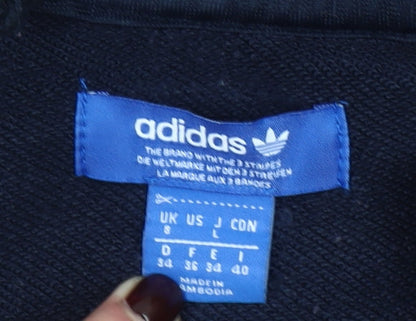 adidas
THE BRAND WITH THE 3 STRIPES
DIE WELTMARKE MIT DEN 3 STREIFEN
LA MARQUE AUX 3 BANDES
UK US J CDN
8 L
D F E I
34 36 34 40
MADE IN
CAMBODIA